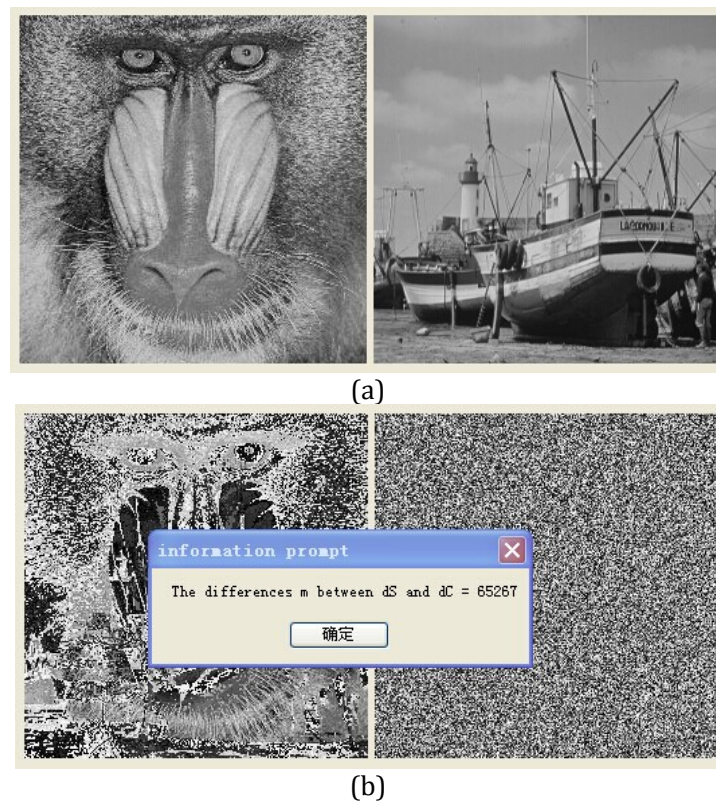 (a)
information prompt
The differences m between dS and dC = 65267
确定
(b)